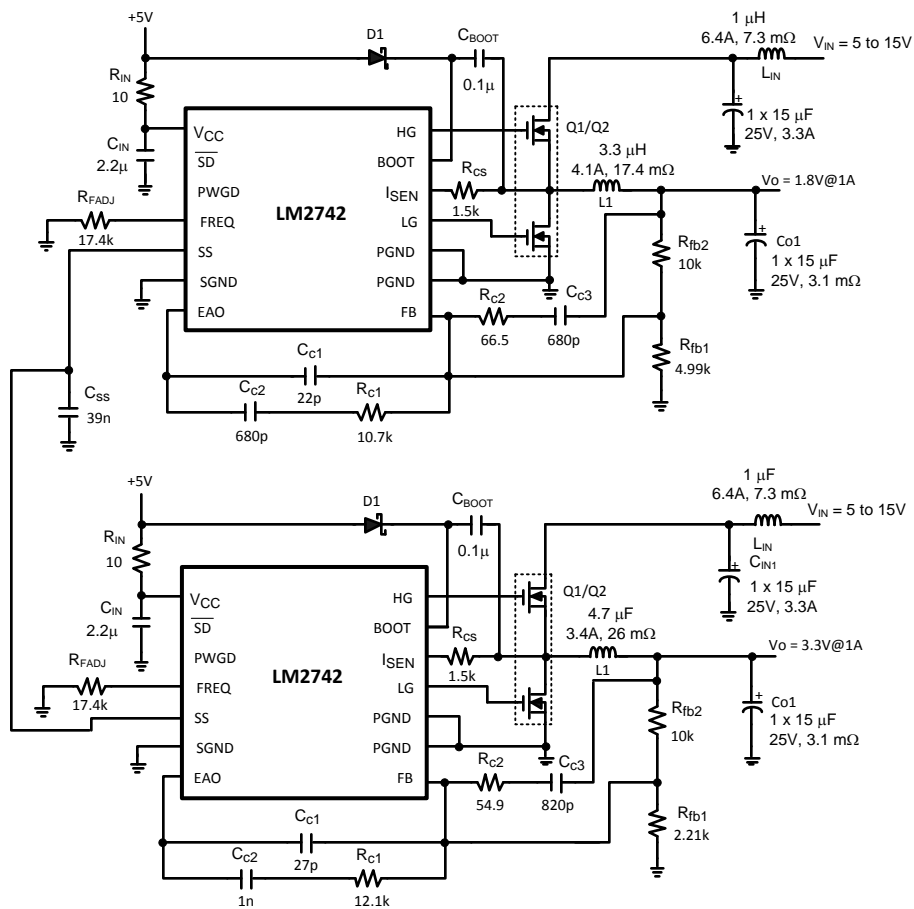 +5V
D1
CBOOT
0.1μ
1 μH
6.4A, 7.3 mΩ
VIN = 5 to 15V
LIN
RIN
10
CIN
2.2μ
1 x 15 μF
25V, 3.3A
+
VCC
SD
PWGD
FREQ
SS
SGND
EAO
LM2742
HG
BOOT
ISEN
LG
PGND
PGND
FB
Q1/Q2
RFADJ
17.4k
RCS
1.5k
3.3 μH
4.1A, 17.4 mΩ
L1
Vo = 1.8V@1A
+
Co1
1 x 15 μF
25V, 3.1 mΩ
Rfb2
10k
Rc2
66.5
Cc3
680p
Rfb1
4.99k
Cc1
22p
Cc2
680p
Rc1
10.7k
CSS
39n
+5V
D1
CBOOT
0.1μ
1 μF
6.4A, 7.3 mΩ
VIN = 5 to 15V
LIN
CIN1
+
1 x 15 μF
25V, 3.3A
RIN
10
CIN
2.2μ
VCC
SD
PWGD
FREQ
SS
SGND
EAO
LM2742
HG
BOOT
ISEN
LG
PGND
PGND
FB
Q1/Q2
RFADJ
17.4k
RCS
1.5k
4.7 μF
3.4A, 26 mΩ
L1
Vo = 3.3V@1A
+
Co1
1 x 15 μF
25V, 3.1 mΩ
Rfb2
10k
Rc2
54.9
Cc3
820p
Rfb1
2.21k
Cc1
27p
Cc2
1n
Rc1
12.1k